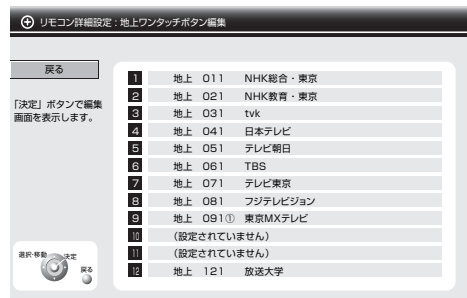 リモコン詳細設定：地上ワンタッチボタン編集
戻る
「決定」ボタンで編集
画面を表示します。
1 地上 011 NHK総合・東京
2 地上 021 NHK教育・東京
3 地上 031 tvk
4 地上 041 日本テレビ
5 地上 051 テレビ朝日
6 地上 061 TBS
7 地上 071 テレビ東京
8 地上 081 フジテレビジョン
9 地上 091① 東京MXテレビ
10 （設定されていません）
11 （設定されていません）
12 地上 121 放送大学
選択・移動 決定
戻る